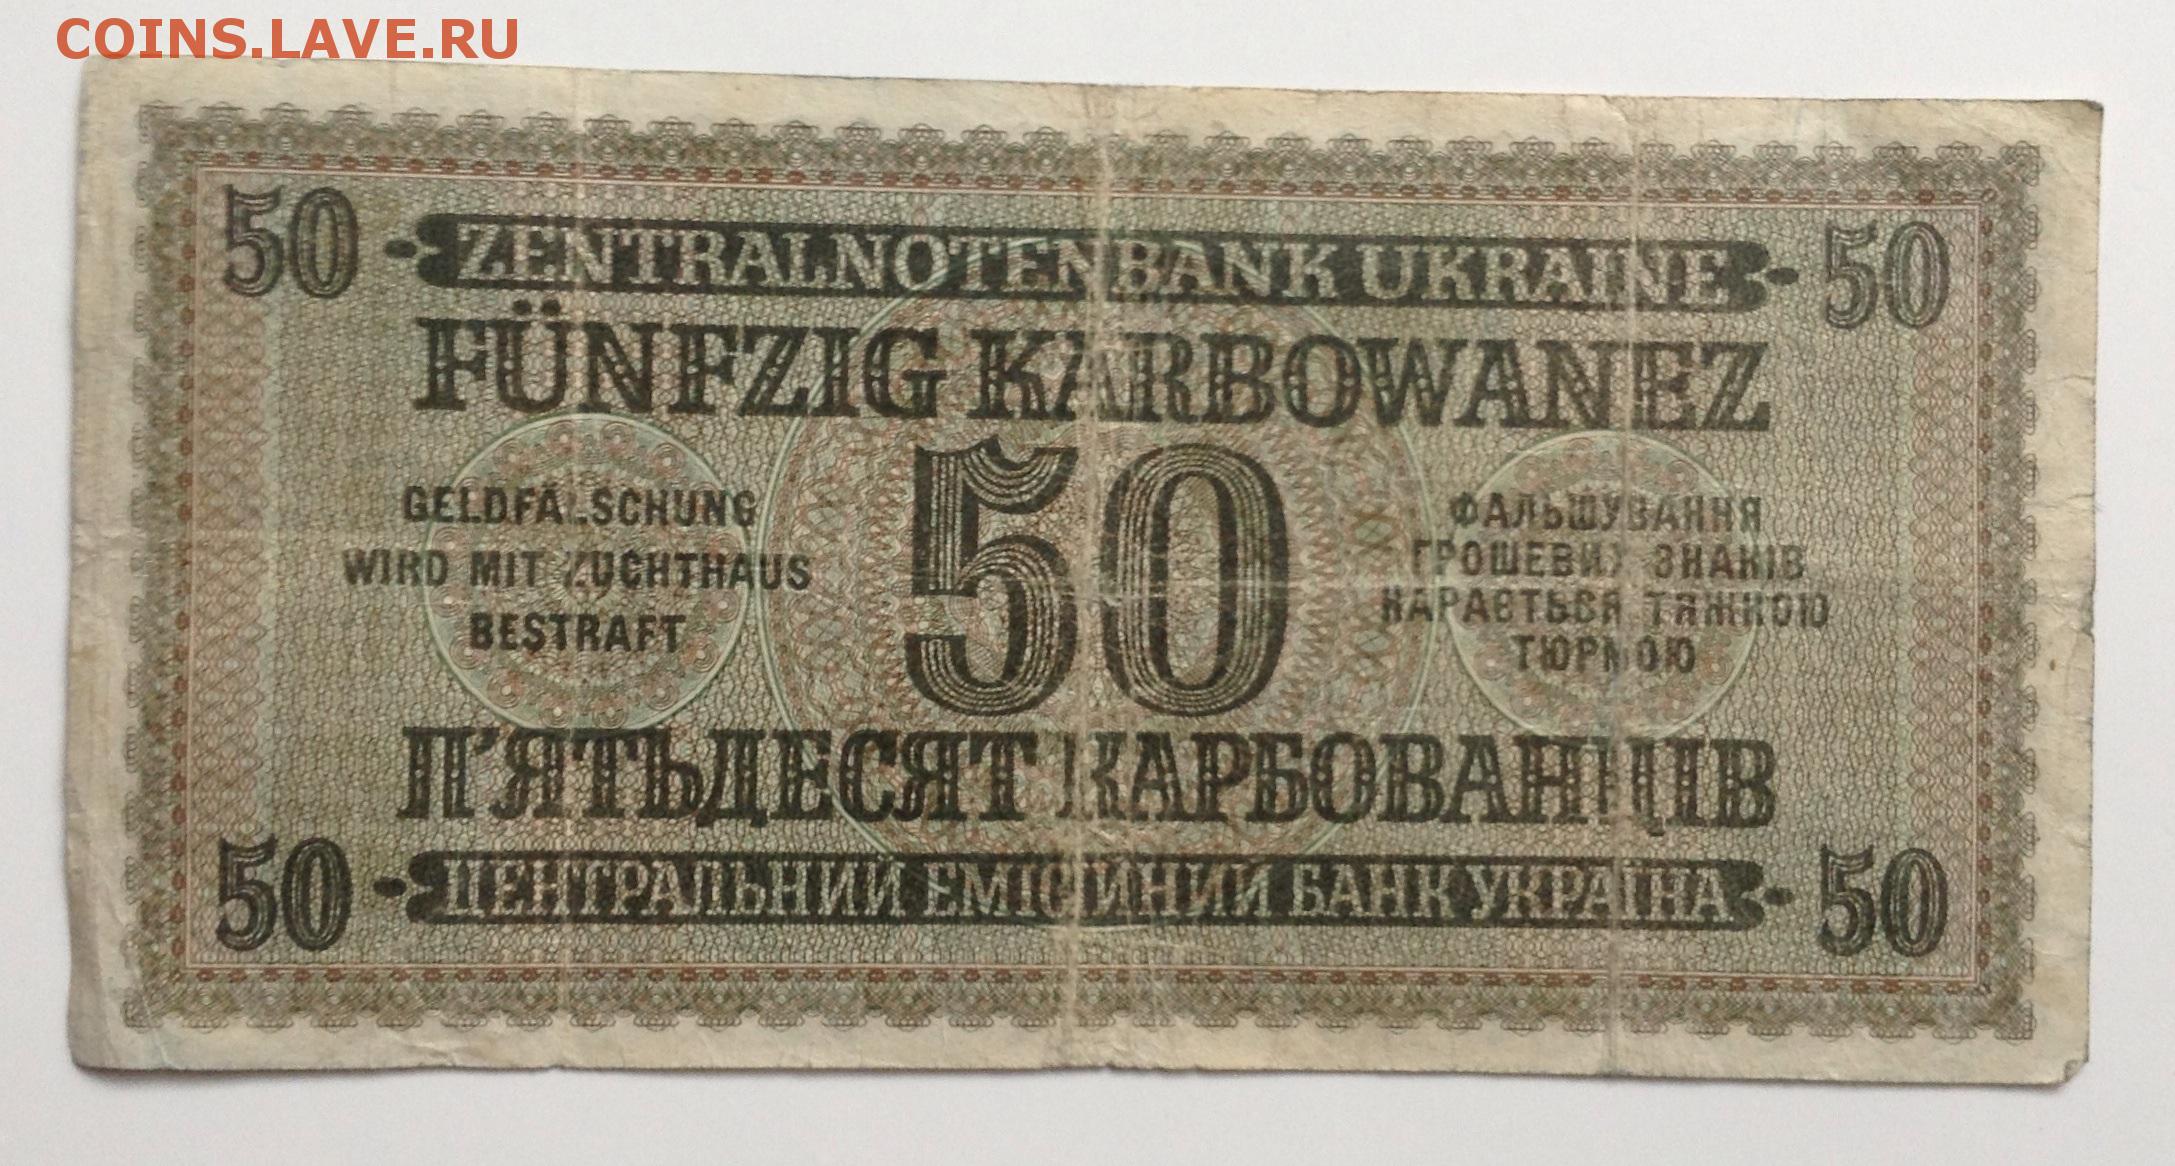 COINS.LAVE.RU
50 ZENTRALNOTENBANK UKRAINE 50
FÜNFZIG KARBOWANEZ
50
GELDFÄLSCHUNG
WIRD MIT ZUCHTHAUS
BESTRAFT
ФАЛЬШУВАННЯ
ГРОШЕВИХ ЗНАКІВ
КАРАЄТЬСЯ ТЯЖКОЮ
ТЮРМОЮ
П'ЯТЬДЕСЯТ КАРБОВАНЦІВ
50 ЦЕНТРАЛЬНИЙ ЕМІСІЙНИЙ БАНК УКРАЇНА 50